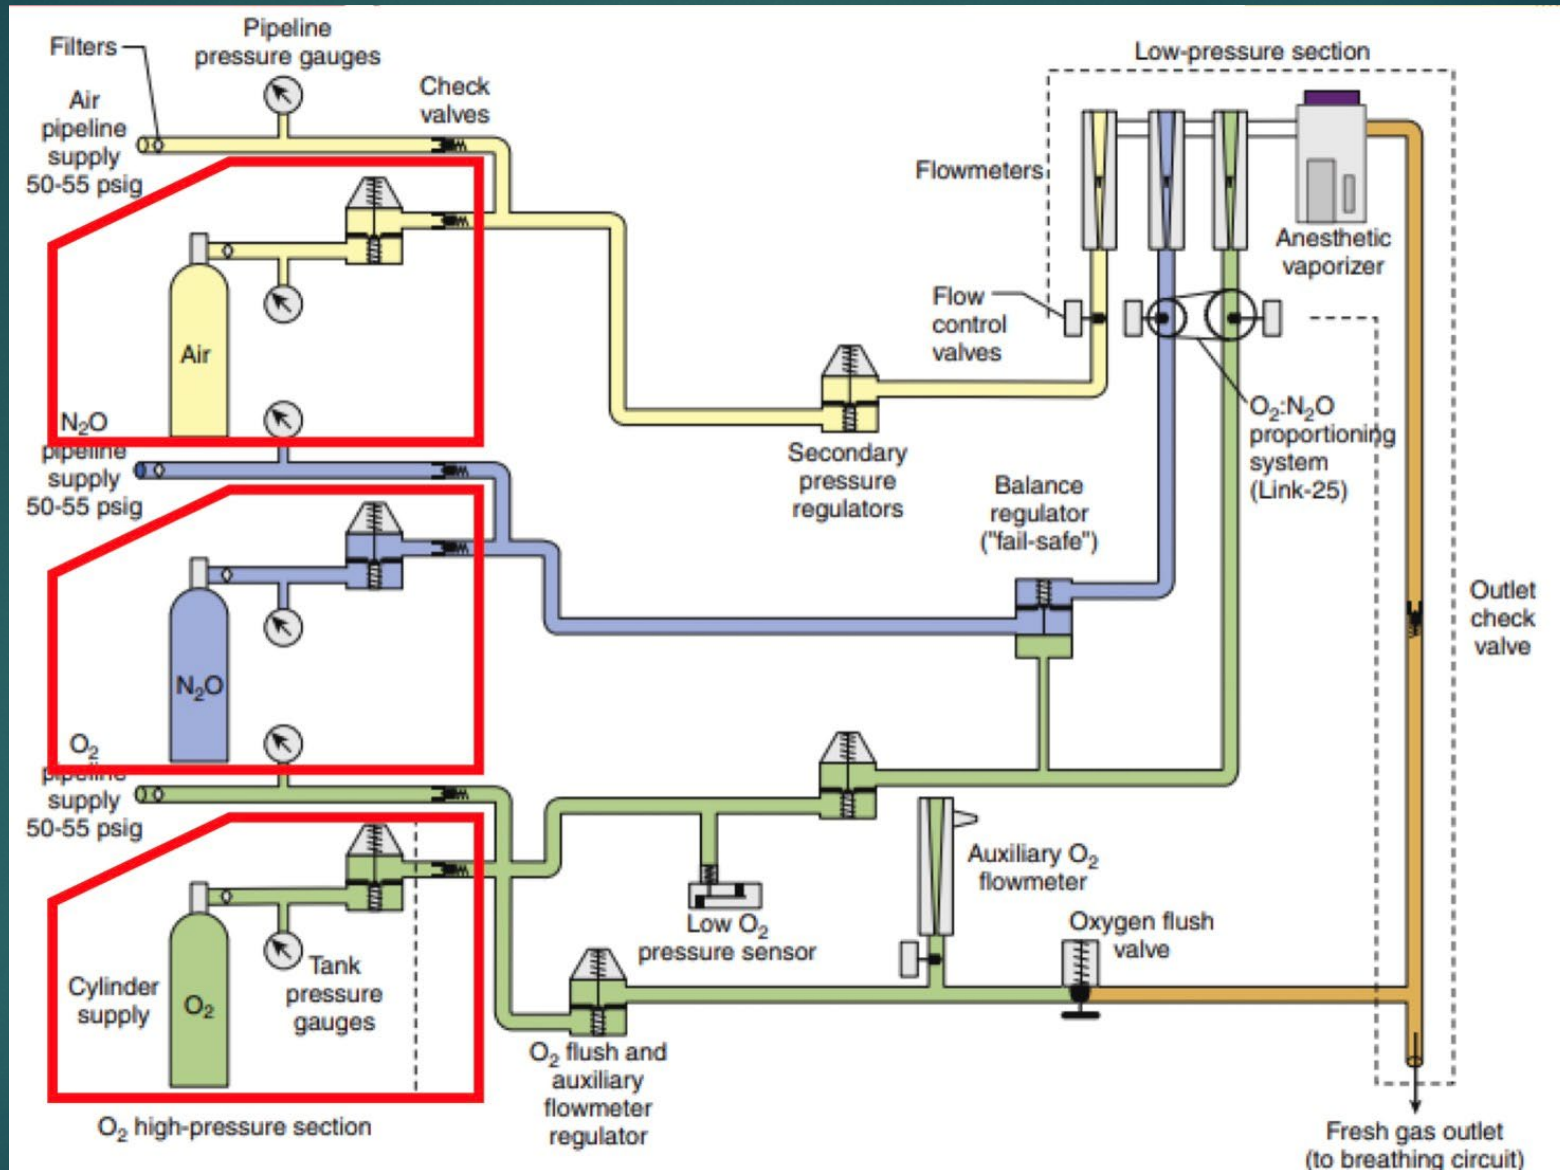 Filters
Pipeline
pressure gauges
Air
pipeline
supply
50-55 psig
Check
valves
Low-pressure section
Flowmeters
Anesthetic
vaporizer
Air
Flow
control
valves
O₂:N₂O
proportioning
system
(Link-25)
Secondary
pressure
regulators
Balance
regulator
("fail-safe")
N₂O
pipeline
supply
50-55 psig
N₂O
Outlet
check
valve
O₂
pipeline
supply
50-55 psig
Low O₂
pressure sensor
Auxiliary O₂
flowmeter
Oxygen flush
valve
Cylinder
supply
O₂
Tank
pressure
gauges
O₂ flush and
auxiliary
flowmeter
regulator
O₂ high-pressure section
Fresh gas outlet
(to breathing circuit)